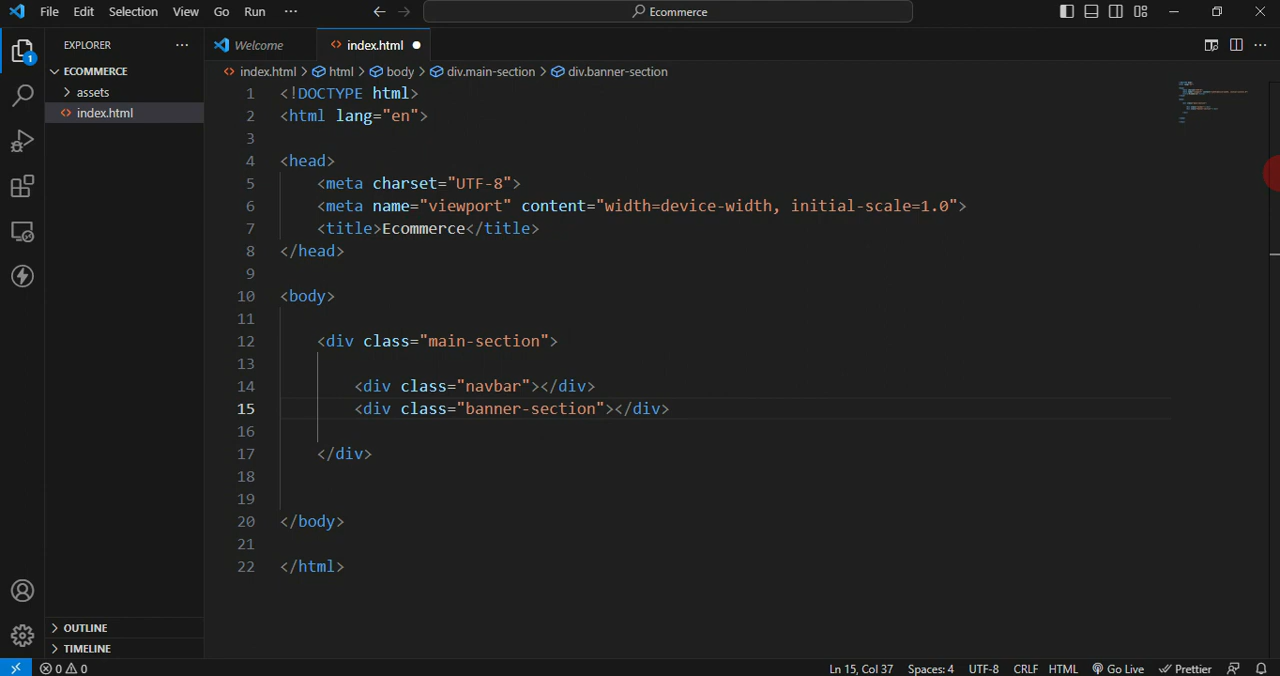 File Edit Selection View Go Run ··· Ecommerce
EXPLORER ···
Welcome
index.html
ECOMMERCE
assets
index.html
index.html > html > body > div.main-section > div.banner-section
1 <!DOCTYPE html>
2 <html lang="en">
3
4 <head>
5 <meta charset="UTF-8">
6 <meta name="viewport" content="width=device-width, initial-scale=1.0">
7 <title>Ecommerce</title>
8 </head>
9
10 <body>
11
12 <div class="main-section">
13
14 <div class="navbar"></div>
15 <div class="banner-section"></div>
16
17 </div>
18
19
20 </body>
21
22 </html>
1
OUTLINE
TIMELINE
0 0 Ln 15, Col 37 Spaces: 4 UTF-8 CRLF HTML Go Live Prettier